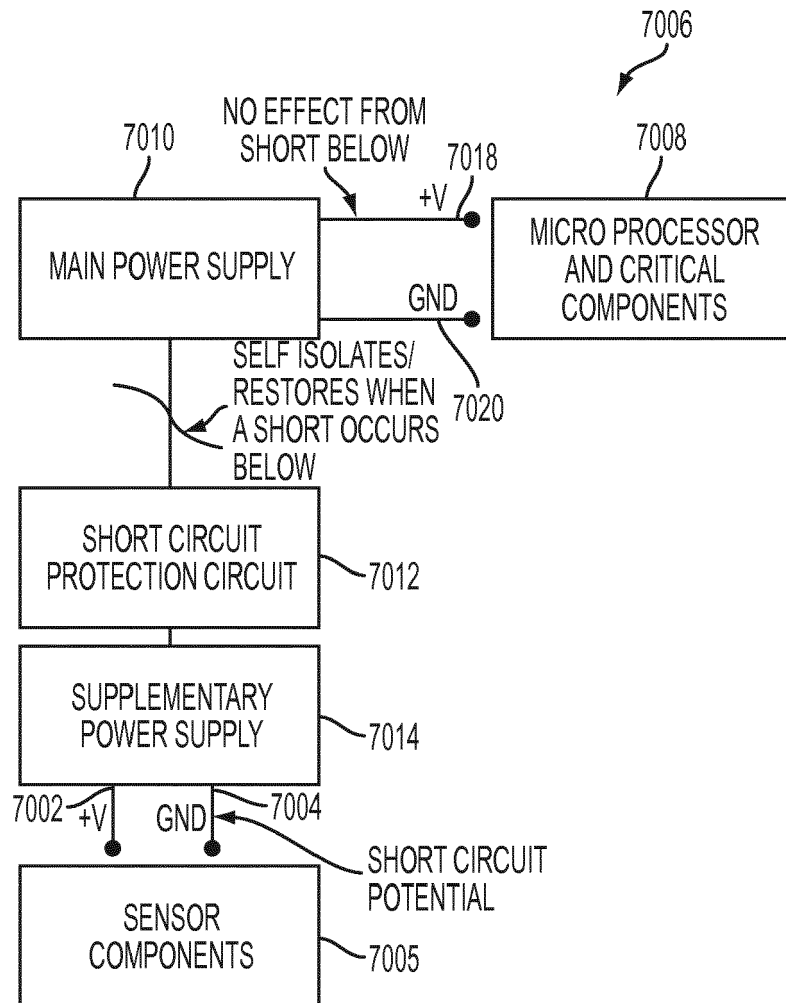 7006
NO EFFECT FROM
SHORT BELOW
7010
7018
7008
+V
MAIN POWER SUPPLY
MICRO PROCESSOR
AND CRITICAL
COMPONENTS
GND
7020
SELF ISOLATES/
RESTORES WHEN
A SHORT OCCURS
BELOW
SHORT CIRCUIT
PROTECTION CIRCUIT
7012
SUPPLEMENTARY
POWER SUPPLY
7014
7002
+V
GND
7004
SHORT CIRCUIT
POTENTIAL
SENSOR
COMPONENTS
7005